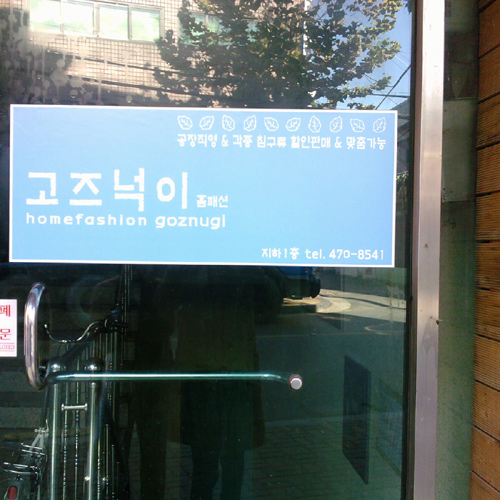 공장직영 & 각종 침구류 할인판매 & 맞춤가능
고즈넉이 홈패션
homefashion goznugi
지하1층 tel. 470-8541